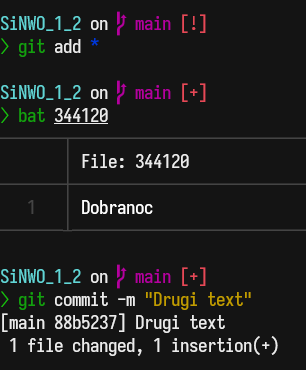 SiNWO_1_2 on main [!]
❯ git add *
SiNWO_1_2 on main [+]
❯ bat 344120
File: 344120
1 Dobranoc
SiNWO_1_2 on main [+]
❯ git commit -m "Drugi text"
[main 88b5237] Drugi text
1 file changed, 1 insertion(+)